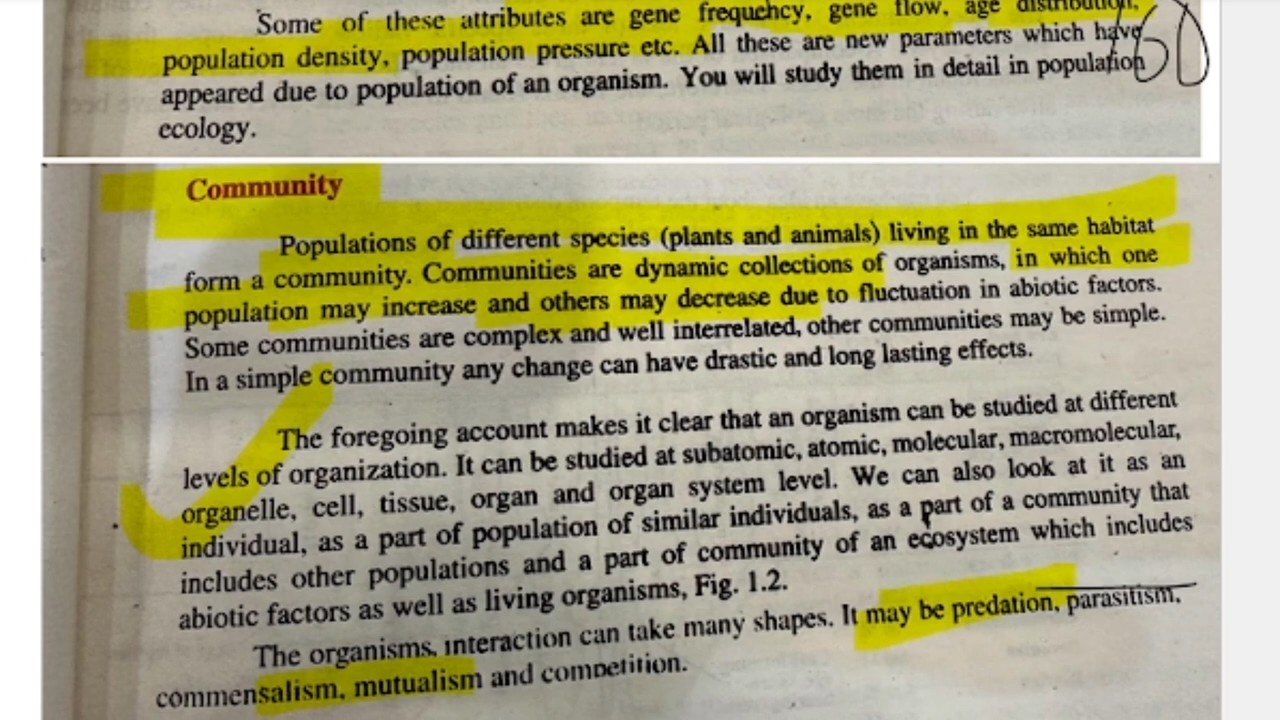 Some of these attributes are gene frequency, gene flow, age distribution,
population density, population pressure etc. All these are new parameters which have
appeared due to population of an organism. You will study them in detail in population
ecology.
Community
Populations of different species (plants and animals) living in the same habitat
form a community. Communities are dynamic collections of organisms, in which one
population may increase and others may decrease due to fluctuation in abiotic factors.
Some communities are complex and well interrelated, other communities may be simple.
In a simple community any change can have drastic and long lasting effects.
The foregoing account makes it clear that an organism can be studied at different
levels of organization. It can be studied at subatomic, atomic, molecular, macromolecular,
organelle, cell, tissue, organ and organ system level. We can also look at it as an
individual, as a part of population of similar individuals, as a part of a community that
includes other populations and a part of community of an ecosystem which includes
abiotic factors as well as living organisms, Fig. 1.2.
The organisms, interaction can take many shapes. It may be predation, parasitism,
commensalism, mutualism and competition.